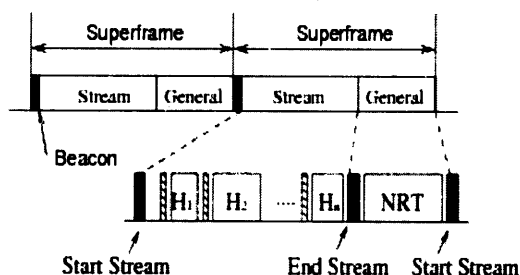 Superframe Superframe
Stream General Stream General
Beacon
H1 H2 .... Hn NRT
Start Stream End Stream Start Stream